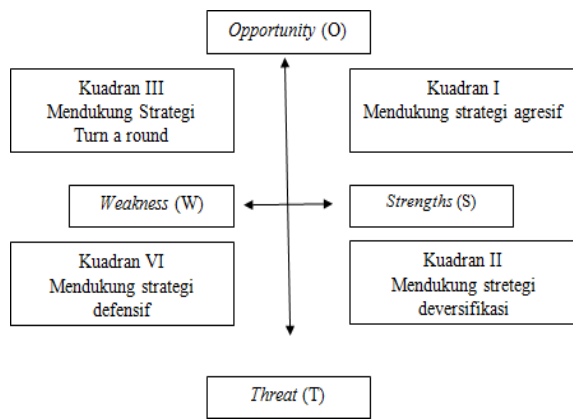 Opportunity (O)
Kuadran III
Mendukung Strategi
Turn a round
Kuadran I
Mendukung strategi agresif
Weakness (W)
Strengths (S)
Kuadran VI
Mendukung strategi
defensif
Kuadran II
Mendukung stretegi
deversifikasi
Threat (T)